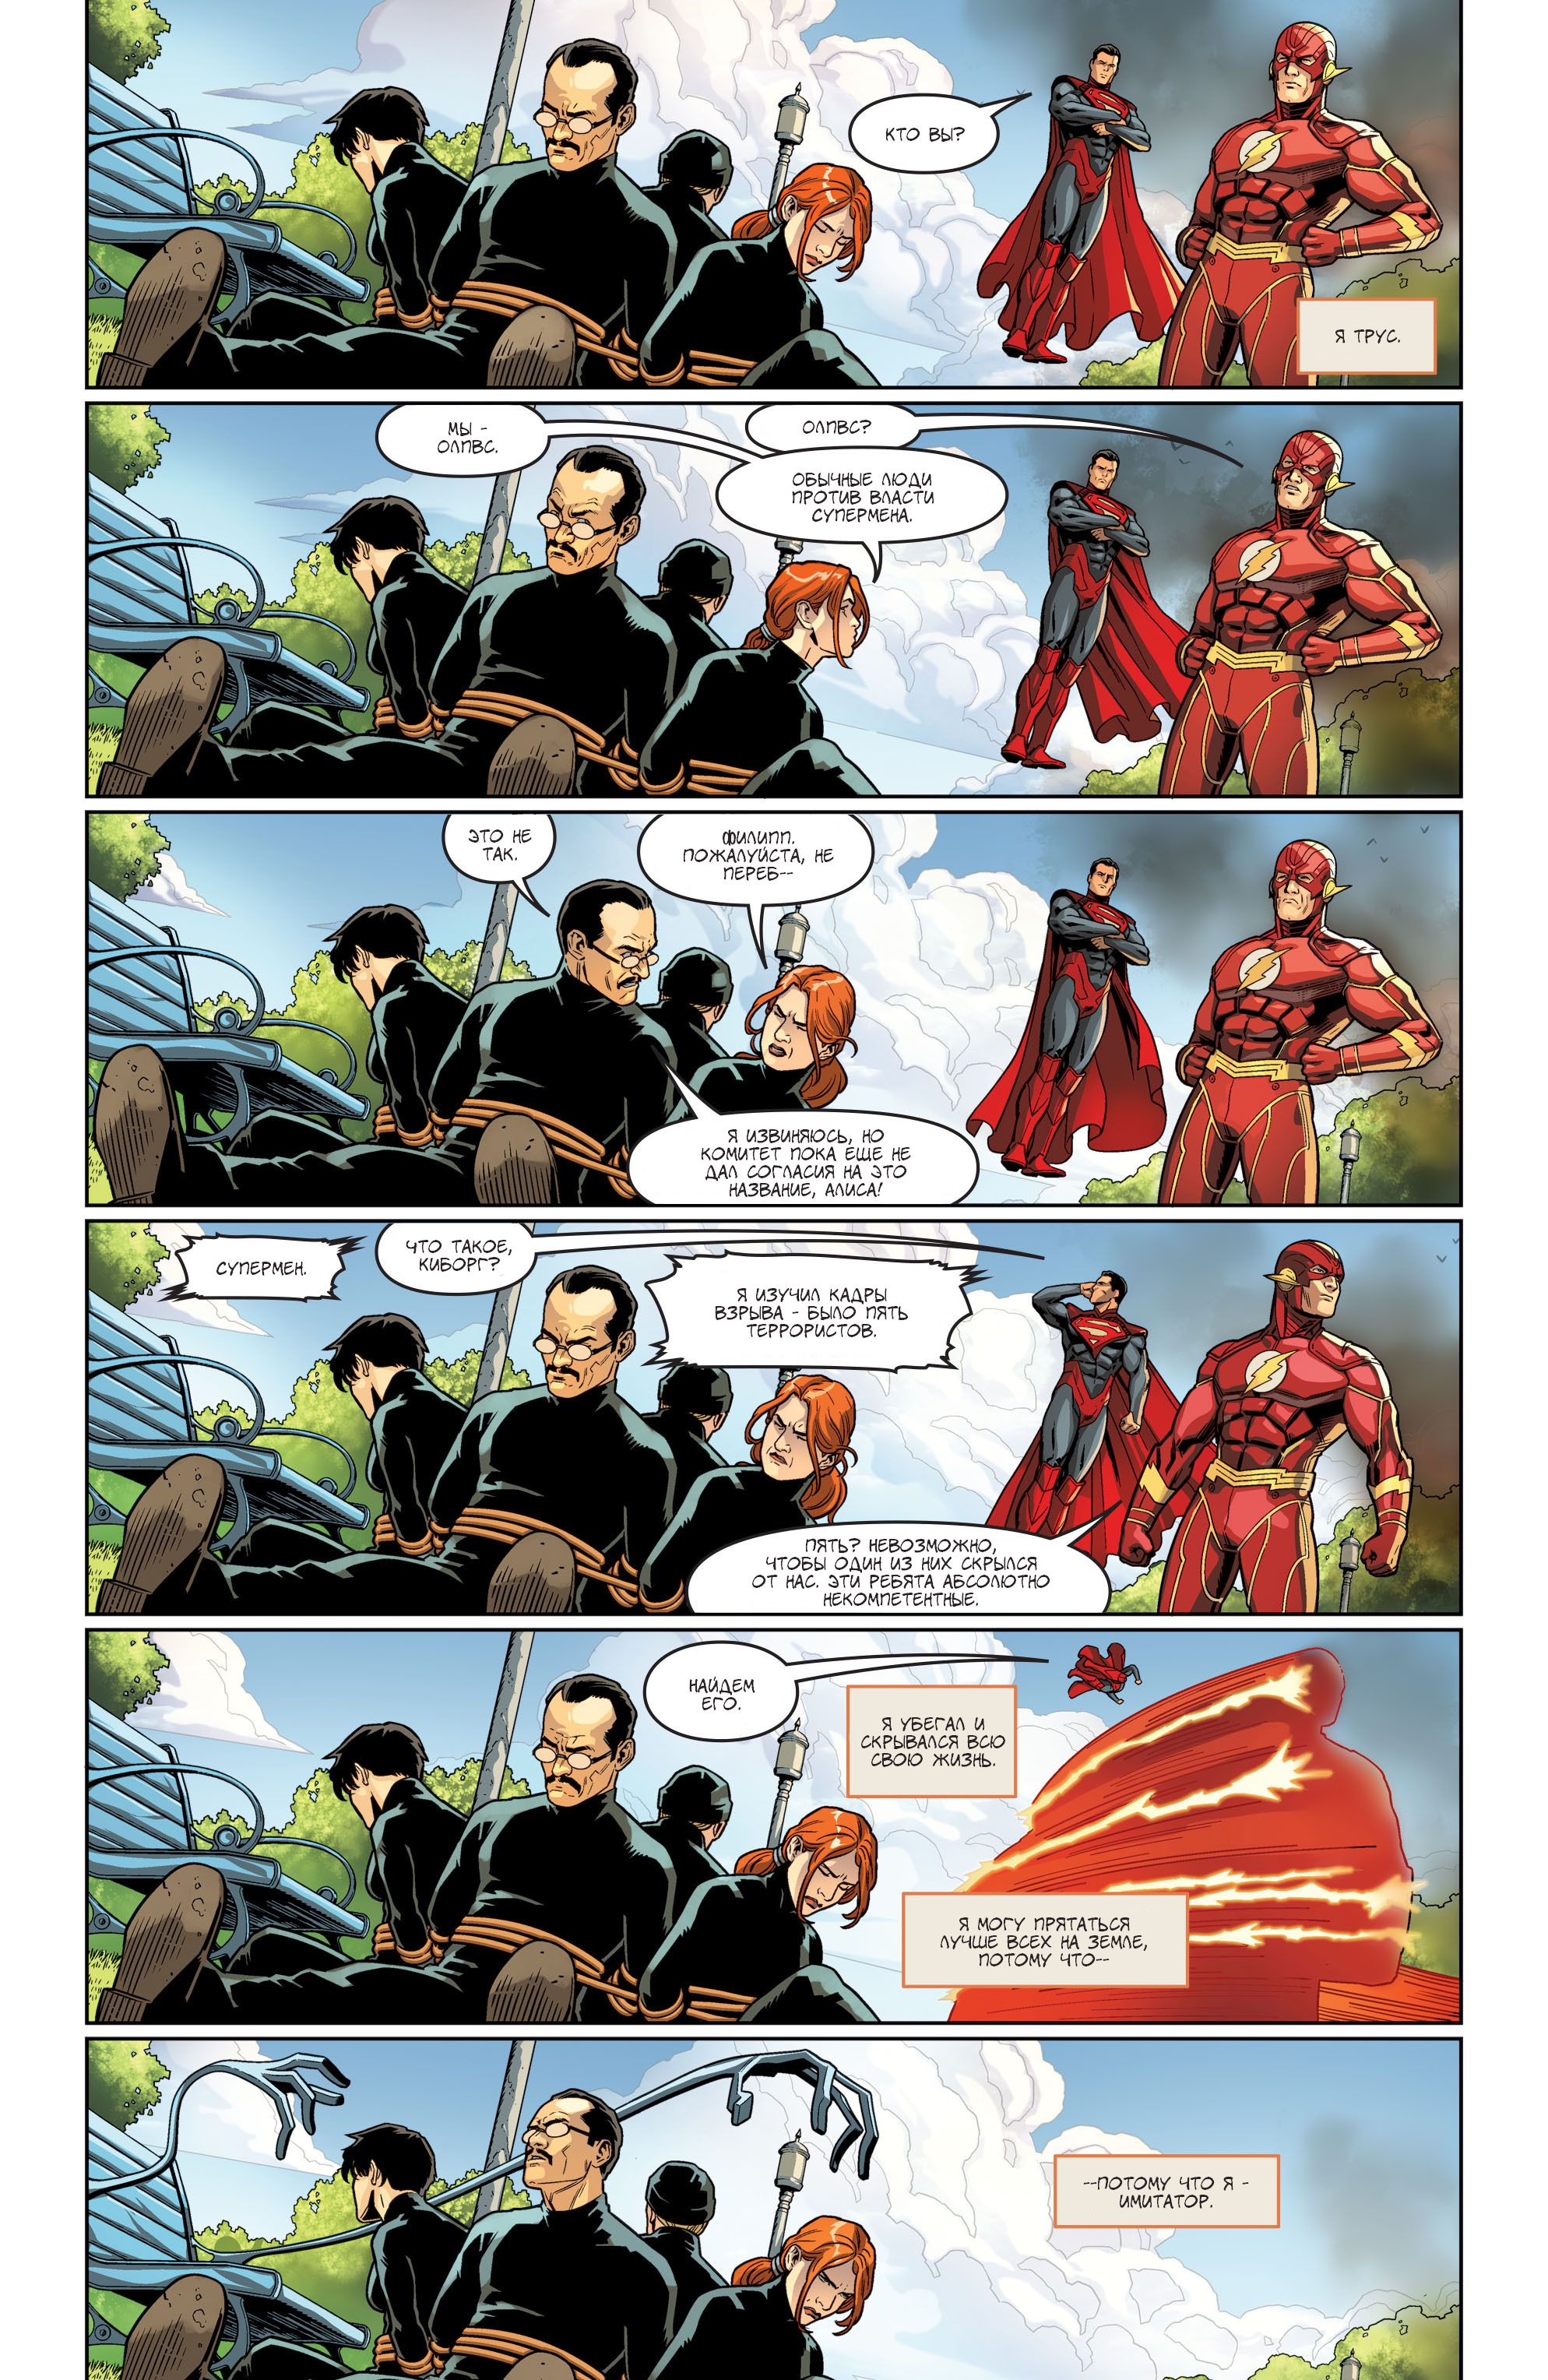 КТО ВЫ?
Я ТРУС.
МЫ -
ОЛПВС.
ОЛПВС?
ОБЫЧНЫЕ ЛЮДИ
ПРОТИВ ВЛАСТИ
СУПЕРМЕНА.
ЭТО НЕ
ТАК.
ФИЛИПП.
ПОЖАЛУЙСТА, НЕ
ПЕРЕБ--
Я ИЗВИНЯЮСЬ, НО
КОМИТЕТ ПОКА ЕЩЕ НЕ
ДАЛ СОГЛАСИЯ НА ЭТО
НАЗВАНИЕ, АЛИСА!
СУПЕРМЕН.
ЧТО ТАКОЕ,
КИБОРГ?
Я ИЗУЧИЛ КАДРЫ
ВЗРЫВА - БЫЛО ПЯТЬ
ТЕРРОРИСТОВ.
ПЯТЬ? НЕВОЗМОЖНО,
ЧТОБЫ ОДИН ИЗ НИХ СКРЫЛСЯ
ОТ НАС. ЭТИ РЕБЯТА АБСОЛЮТНО
НЕКОМПЕТЕНТНЫЕ.
НАЙДЕМ
ЕГО.
Я УБЕГАЛ И
СКРЫВАЛСЯ ВСЮ
СВОЮ ЖИЗНЬ.
Я МОГУ ПРЯТАТЬСЯ
ЛУЧШЕ ВСЕХ НА ЗЕМЛЕ,
ПОТОМУ ЧТО--
--ПОТОМУ ЧТО Я -
ИМИТАТОР.